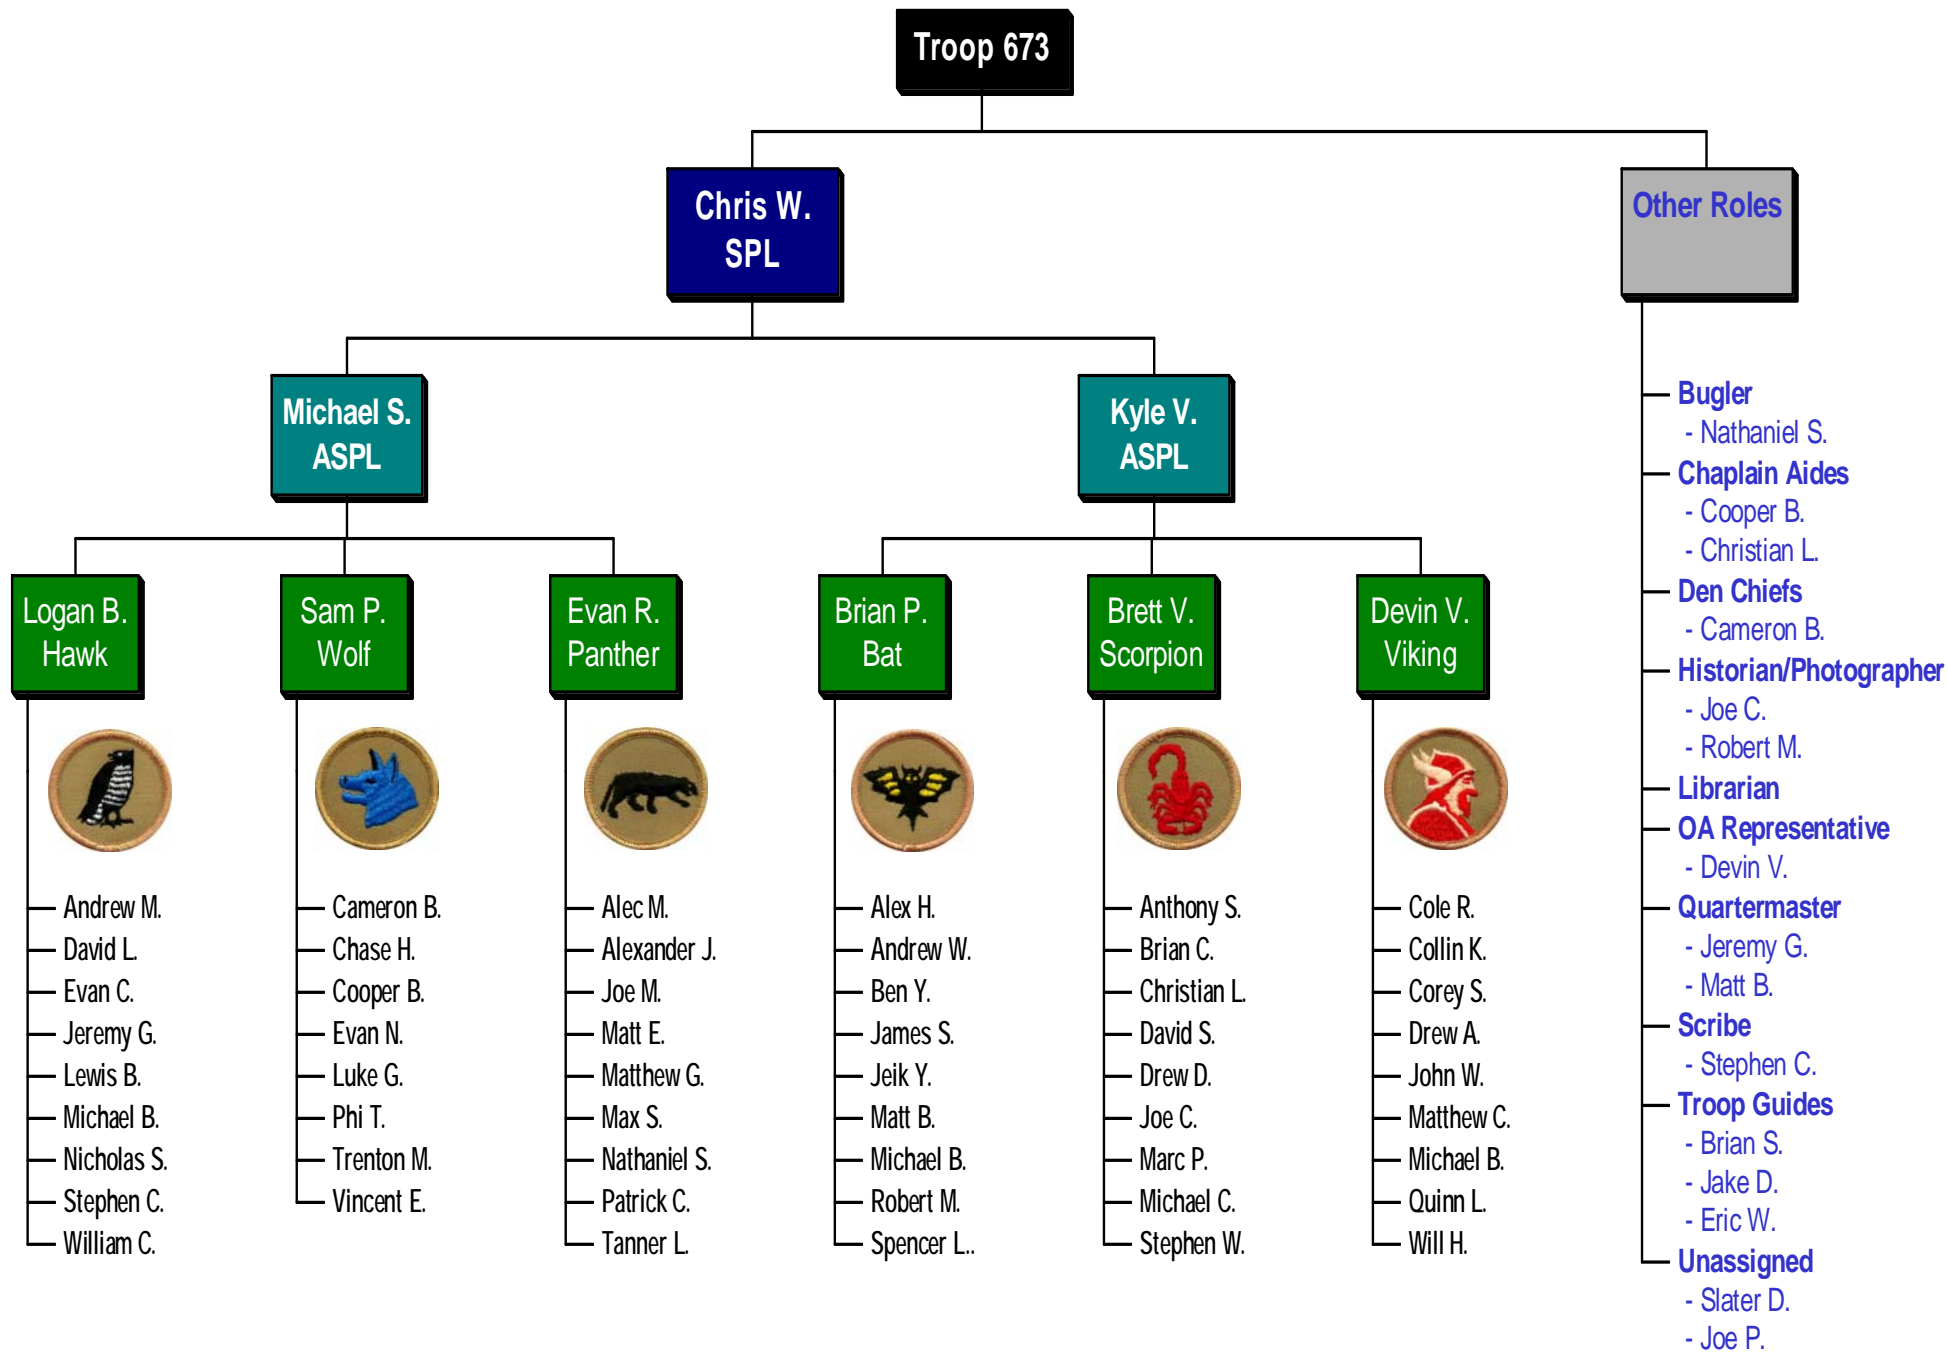 Troop 673
Chris W.
SPL
Other Roles
Michael S.
ASPL
Kyle V.
ASPL
Logan B.
Hawk
Sam P.
Wolf
Evan R.
Panther
Brian P.
Bat
Brett V.
Scorpion
Devin V.
Viking
Andrew M.
David L.
Evan C.
Jeremy G.
Lewis B.
Michael B.
Nicholas S.
Stephen C.
William C.
Cameron B.
Chase H.
Cooper B.
Evan N.
Luke G.
Phi T.
Trenton M.
Vincent E.
Alec M.
Alexander J.
Joe M.
Matt E.
Matthew G.
Max S.
Nathaniel S.
Patrick C.
Tanner L.
Alex H.
Andrew W.
Ben Y.
James S.
Jeik Y.
Matt B.
Michael B.
Robert M.
Spencer L..
Anthony S.
Brian C.
Christian L.
David S.
Drew D.
Joe C.
Marc P.
Michael C.
Stephen W.
Cole R.
Collin K.
Corey S.
Drew A.
John W.
Matthew C.
Michael B.
Quinn L.
Will H.
Bugler
- Nathaniel S.
Chaplain Aides
- Cooper B.
- Christian L.
Den Chiefs
- Cameron B.
Historian/Photographer
- Joe C.
- Robert M.
Librarian
OA Representative
- Devin V.
Quartermaster
- Jeremy G.
- Matt B.
Scribe
- Stephen C.
Troop Guides
- Brian S.
- Jake D.
- Eric W.
Unassigned
- Slater D.
- Joe P.